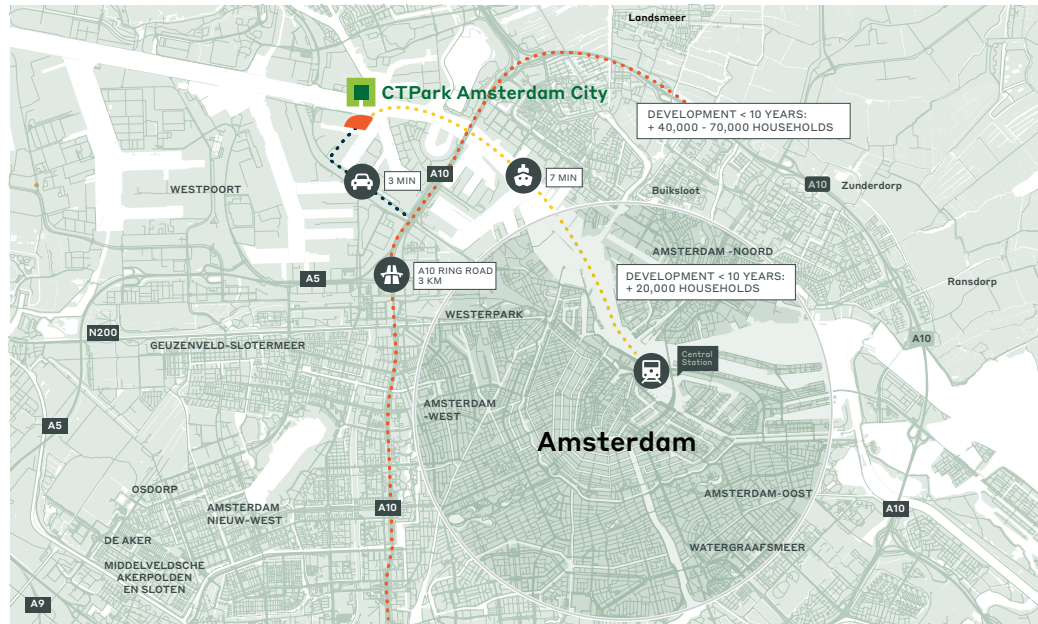 Landsmeer
CTPark Amsterdam City
DEVELOPMENT < 10 YEARS:
+ 40,000 - 70,000 HOUSEHOLDS
A10
3 MIN
7 MIN
WESTPOORT
Buiksloot
A10
Zunderdorp
AMSTERDAM -NOORD
A10 RING ROAD
3 KM
A5
DEVELOPMENT < 10 YEARS:
+ 20,000 HOUSEHOLDS
Ransdorp
WESTERPARK
N200
GEUZENVELD-SLOTERMEER
A10
Central
Station
AMSTERDAM
-WEST
A5
Amsterdam
OSDORP
AMSTERDAM
NIEUW-WEST
A10
AMSTERDAM-OOST
A10
DE AKER
WATERGRAAFSMEER
MIDDELVELDSCHE
AKERPOLDEN
EN SLOTEN
A9